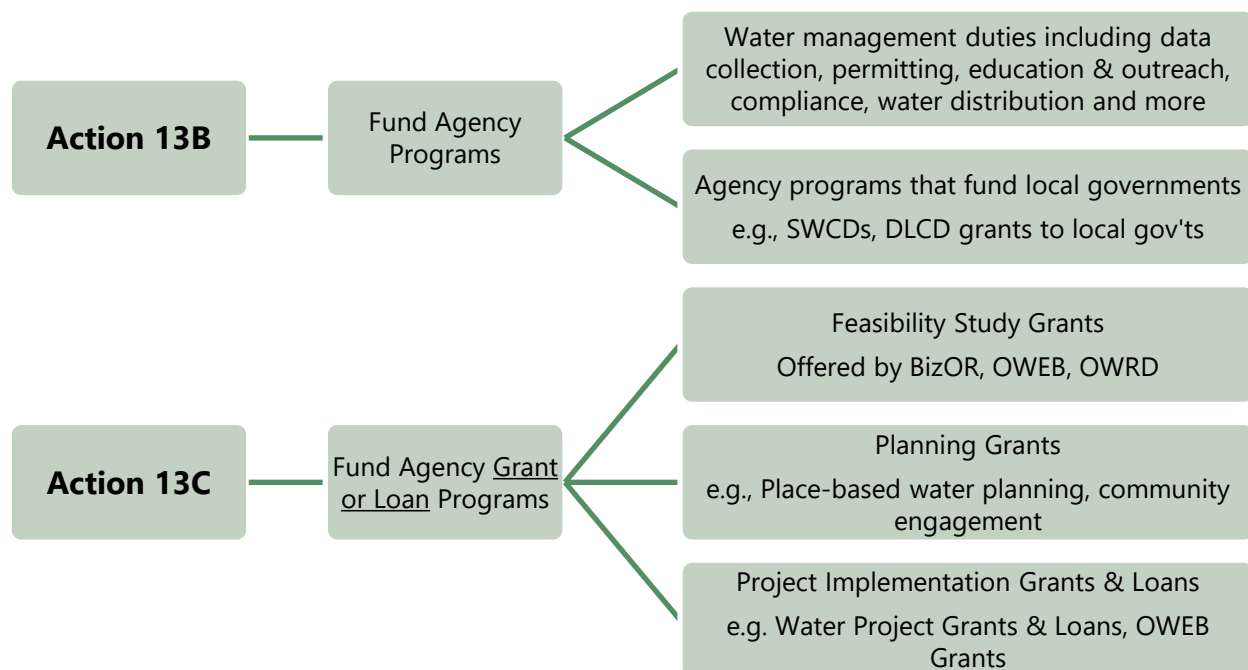 Action 13B
Fund Agency
Programs
Water management duties including data
collection, permitting, education & outreach,
compliance, water distribution and more
Agency programs that fund local governments
e.g., SWCDs, DLCD grants to local gov'ts
Action 13C
Fund Agency Grant
or Loan Programs
Feasibility Study Grants
Offered by BizOR, OWEB, OWRD
Planning Grants
e.g., Place-based water planning, community
engagement
Project Implementation Grants & Loans
e.g. Water Project Grants & Loans, OWEB
Grants